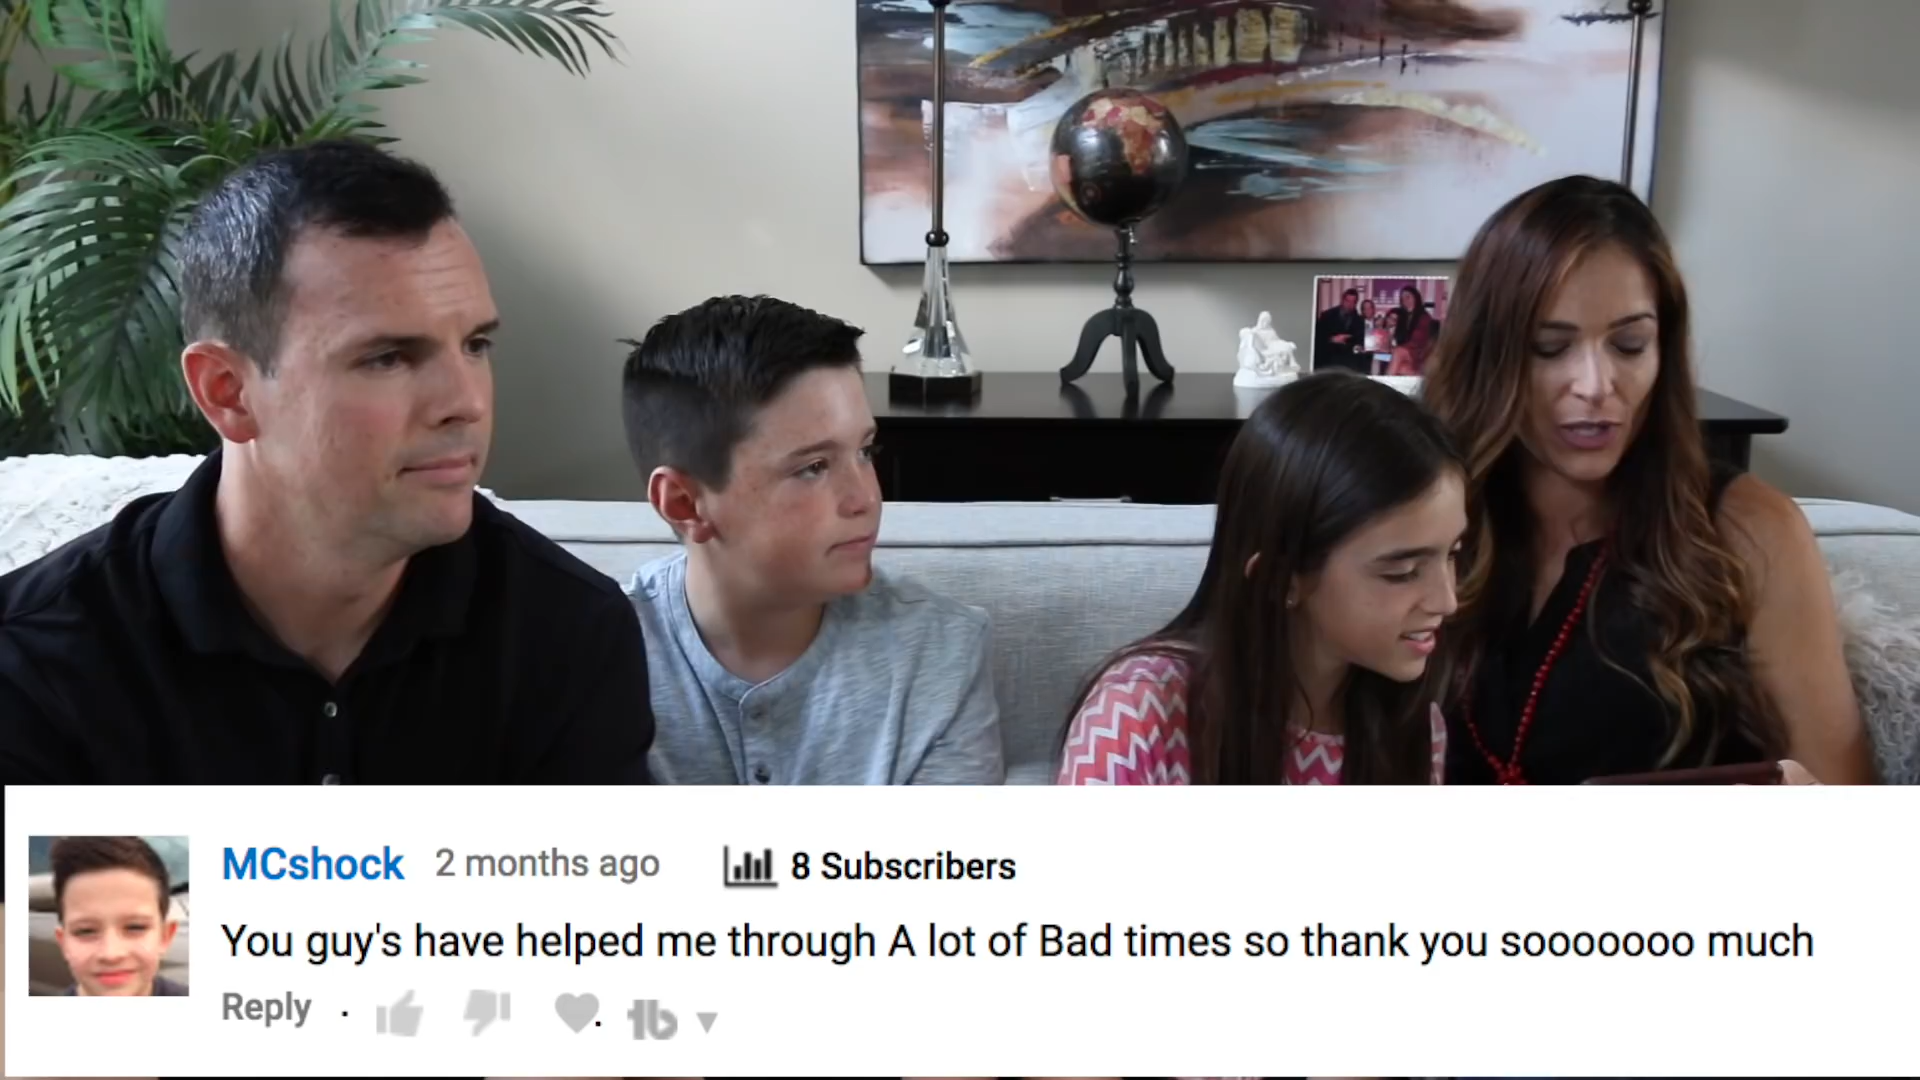 MCshock 2 months ago 8 Subscribers
You guy's have helped me through A lot of Bad times so thank you sooooooo much
Reply .